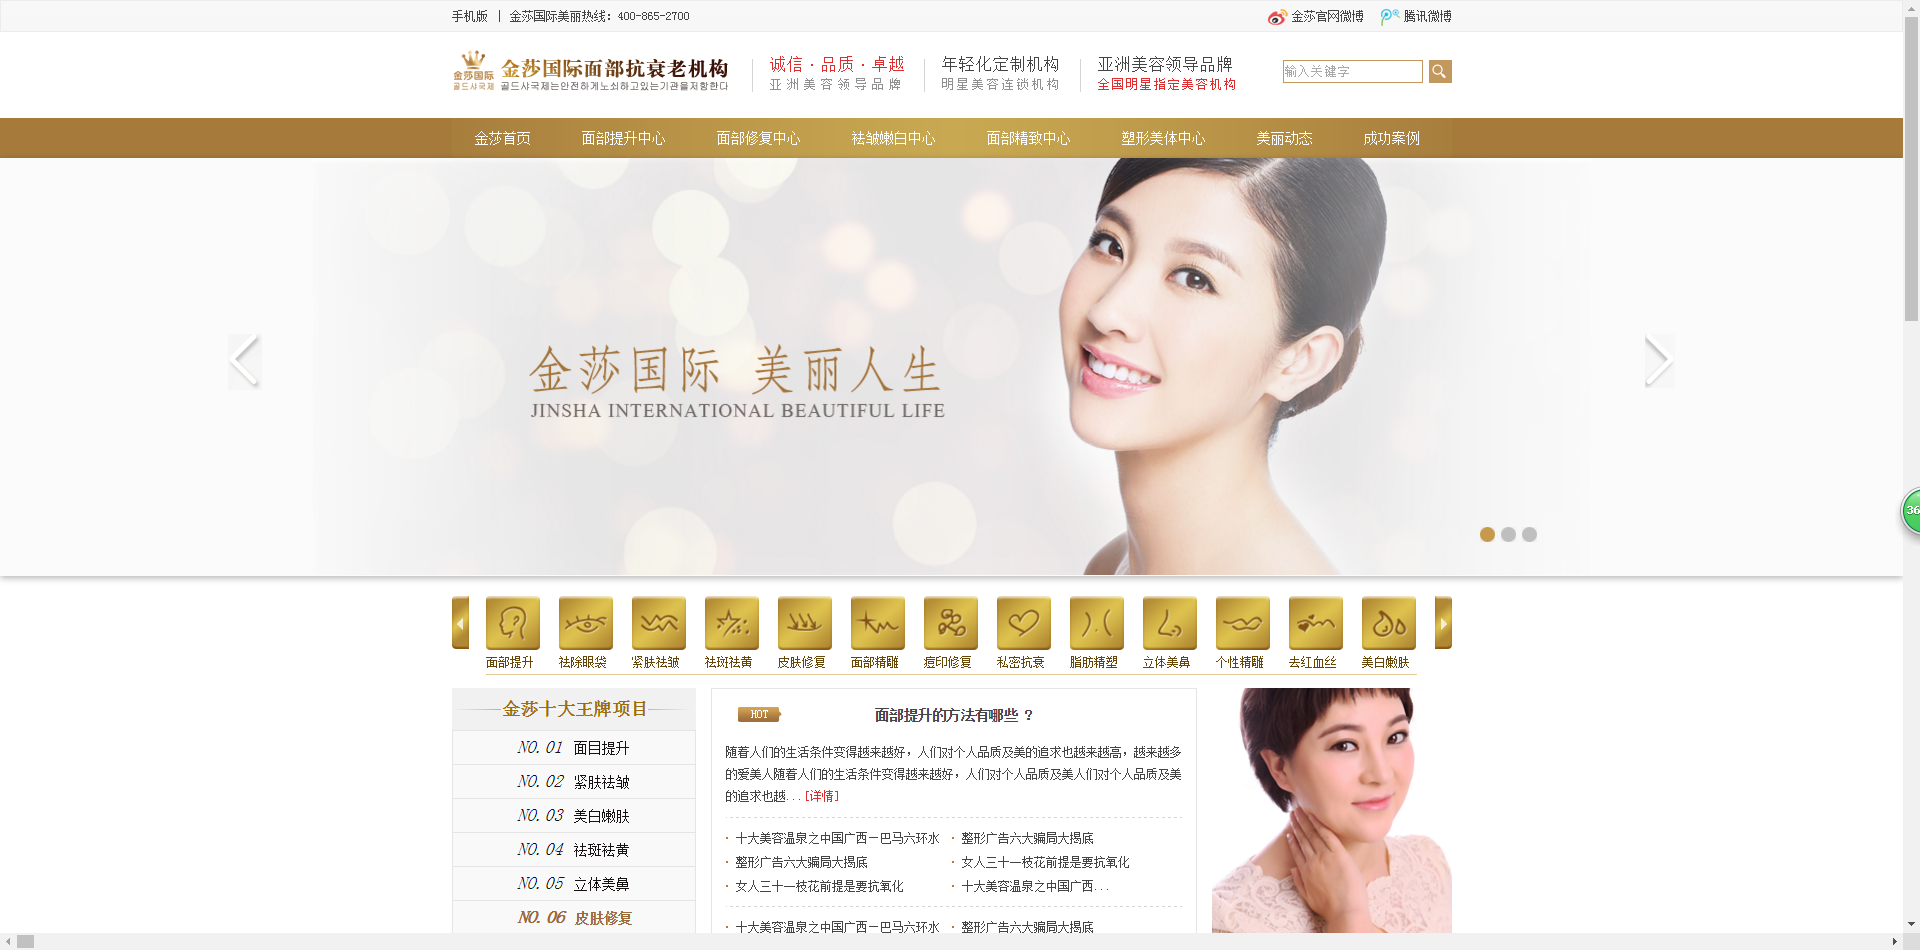 手机版 | 金莎国际美丽热线：400-865-2700
金莎官网微博 腾讯微博
金莎国际
골드샤국제
金莎国际面部抗衰老机构
골드샤국제는안전하게노쇠하고있는기관을저항한다
诚信·品质·卓越
亚洲美容领导品牌
年轻化定制机构
明星美容连锁机构
亚洲美容领导品牌
全国明星指定美容机构
输入关键字
金莎首页 面部提升中心 面部修复中心 祛皱嫩白中心 面部精致中心 塑形美体中心 美丽动态 成功案例
金莎国际 美丽人生
JINSHA INTERNATIONAL BEAUTIFUL LIFE
36
面部提升 祛除眼袋 紧肤祛皱 祛斑祛黄 皮肤修复 面部精雕 痘印修复 私密抗衰 脂肪精塑 立体美鼻 个性精雕 去红血丝 美白嫩肤
金莎十大王牌项目
NO. 01 面目提升
NO. 02 紧肤祛皱
NO. 03 美白嫩肤
NO. 04 祛斑祛黄
NO. 05 立体美鼻
NO. 06 皮肤修复
HOT
面部提升的方法有哪些 ？
随着人们的生活条件变得越来越好，人们对个人品质及美的追求也越来越高，越来越多
的爱美人随着人们的生活条件变得越来越好，人们对个人品质及美人们对个人品质及美
的追求也越...[详情]
· 十大美容温泉之中国广西—巴马六环水 · 整形广告六大骗局大揭底
· 整形广告六大骗局大揭底 · 女人三十一枝花前提是要抗氧化
· 女人三十一枝花前提是要抗氧化 · 十大美容温泉之中国广西...
· 十大美容温泉之中国广西—巴马六环水 · 整形广告六大骗局大揭底